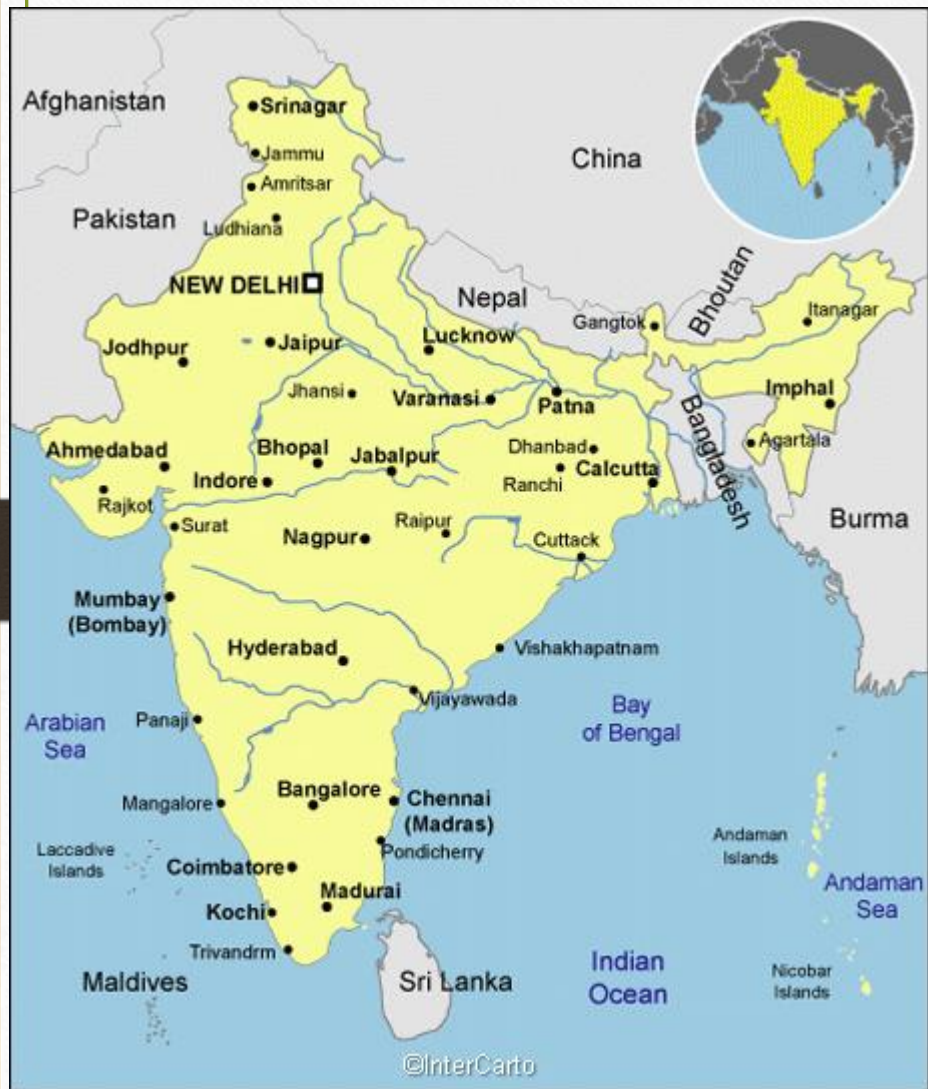 Afghanistan
Srinagar
China
Jammu
Amritsar
Pakistan
Ludhiana
NEW DELHI
Nepal
Bhoutan
Gangtok
Itanagar
Lucknow
Jodhpur
Jaipur
Jhansi
Varanasi
Patna
Imphal
Bangladesh
Ahmedabad
Bhopal
Jabalpur
Dhanbad
Agartala
Indore
Ranchi
Calcutta
Rajkot
Surat
Nagpur
Raipur
Cuttack
Burma
Mumbay
(Bombay)
Hyderabad
Vishakhapatnam
Vijayawada
Arabian
Sea
Panaji
Bay
of Bengal
Mangalore
Bangalore
Chennai
(Madras)
Laccadive
Islands
Coimbatore
Pondicherry
Andaman
Islands
Andaman
Sea
Kochi
Madurai
Trivandrm
Maldives
Sri Lanka
Indian
Ocean
Nicobar
Islands
©InterCarto